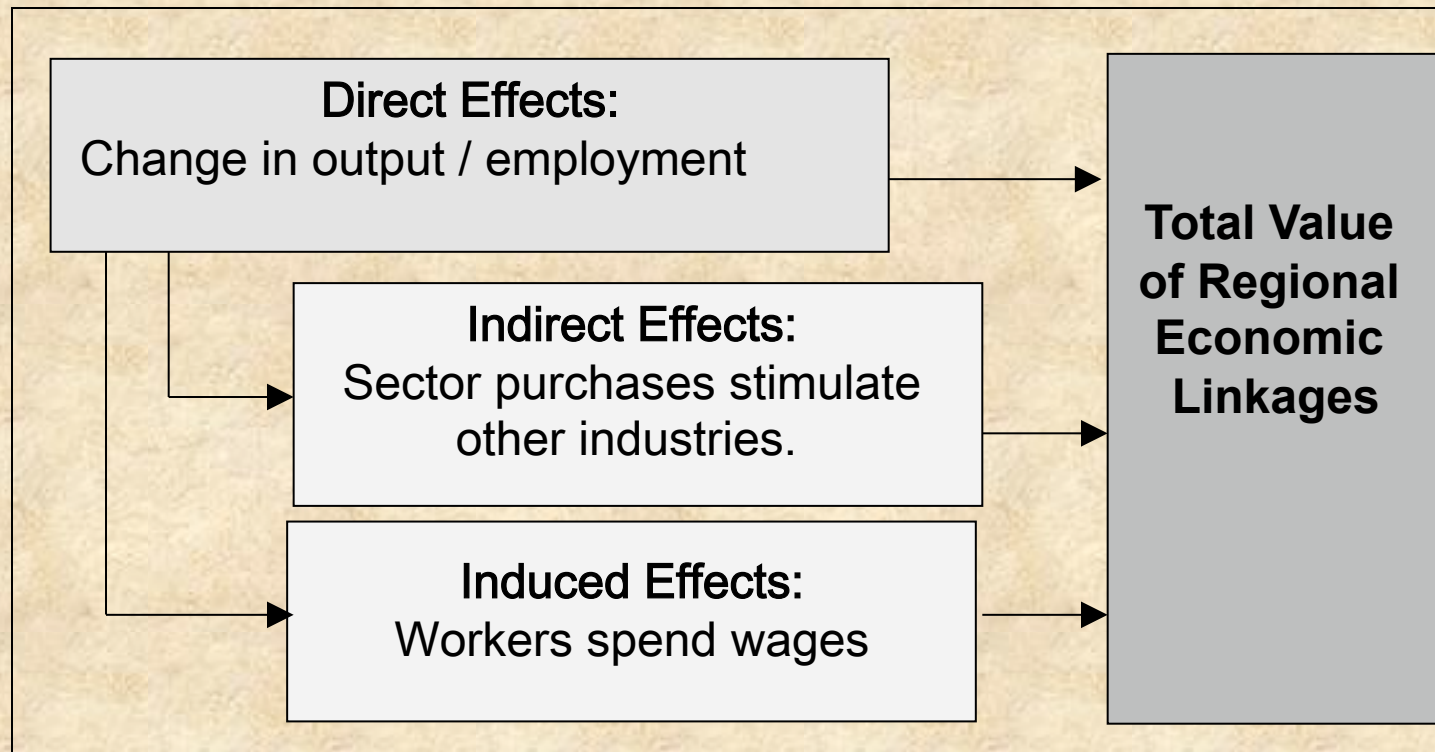 Direct Effects:
Change in output / employment
Indirect Effects:
Sector purchases stimulate
other industries.
Induced Effects:
Workers spend wages
Total Value
of Regional
Economic
Linkages